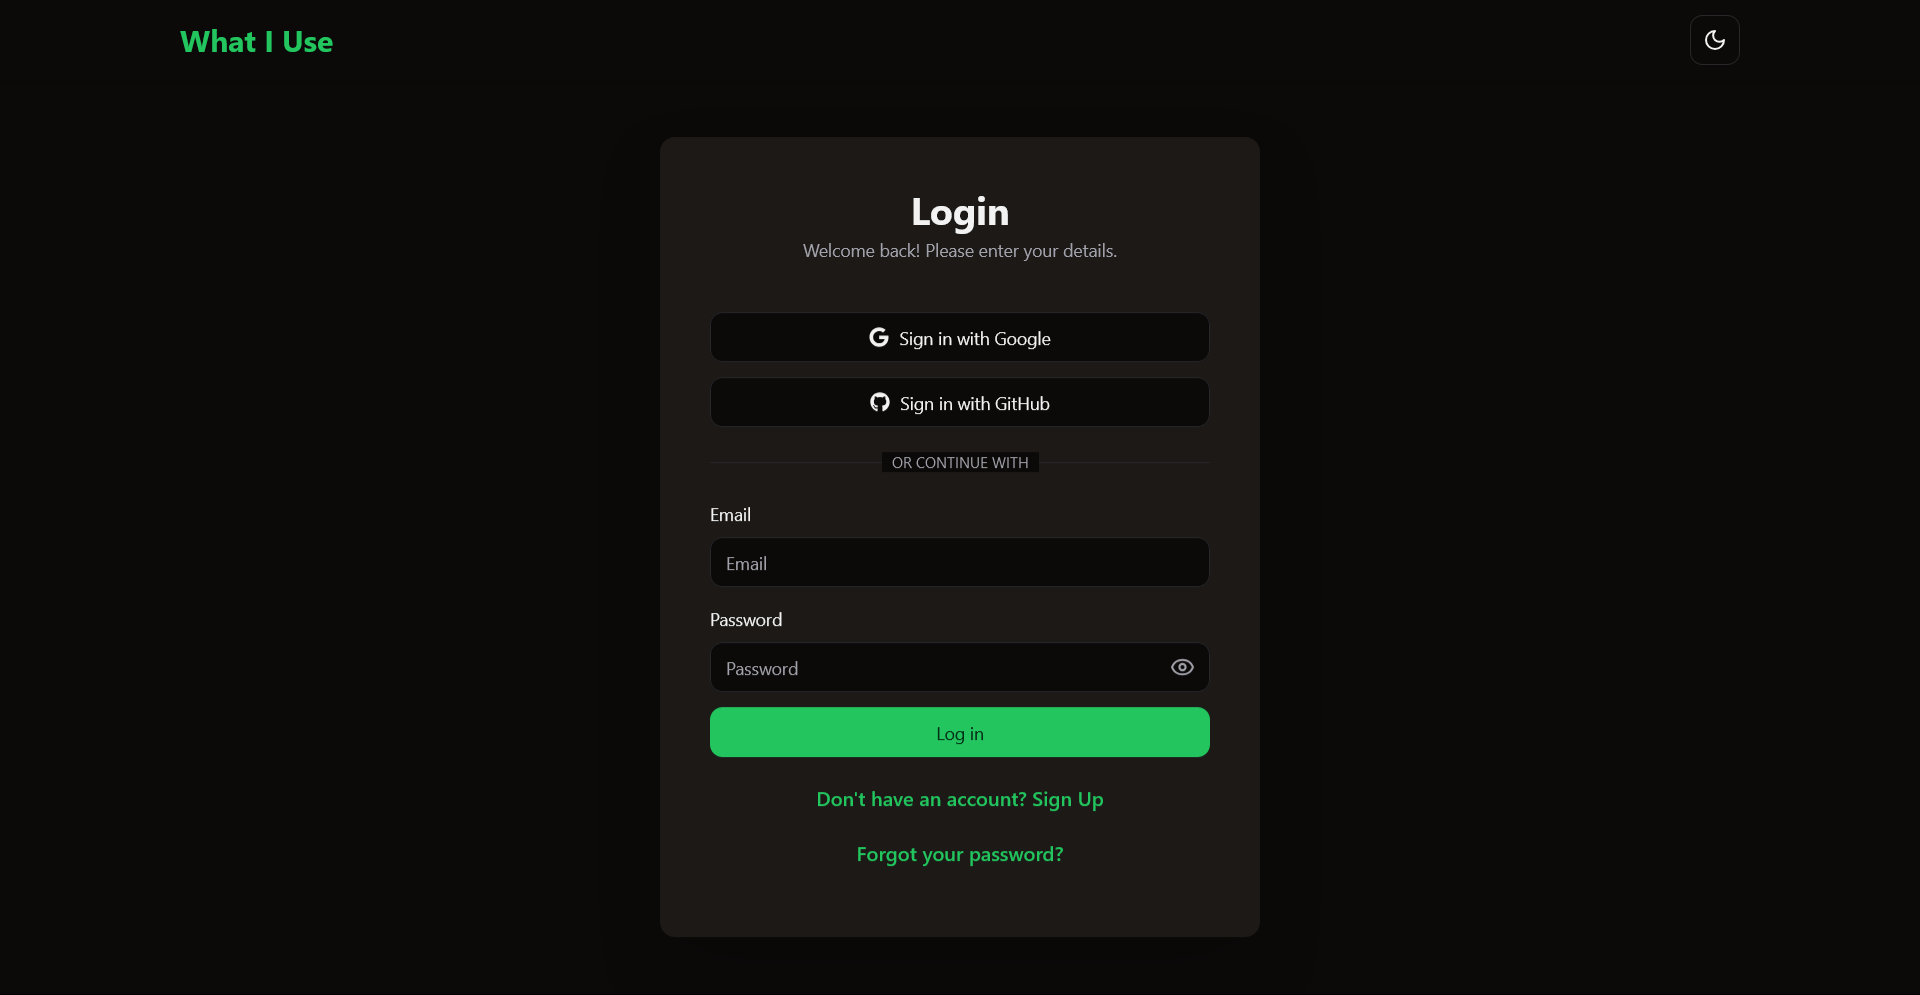 What I Use
Login
Welcome back! Please enter your details.
Sign in with Google
Sign in with GitHub
OR CONTINUE WITH
Email
Email
Password
Password
Log in
Don't have an account? Sign Up
Forgot your password?